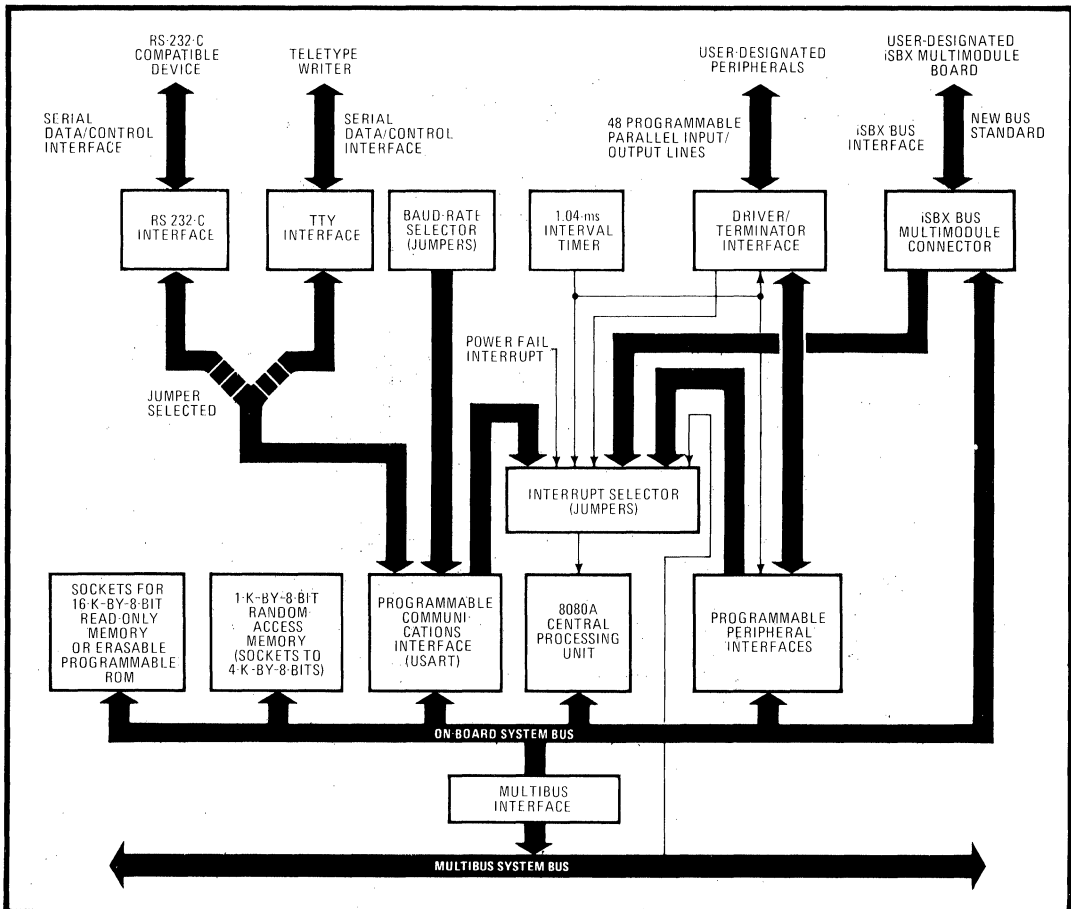 RS-232-C
COMPATIBLE
DEVICE
TELETYPE
WRITER
USER-DESIGNATED
PERIPHERALS
USER-DESIGNATED
iSBX MULTIMODULE
BOARD
SERIAL
DATA/CONTROL
INTERFACE
SERIAL
DATA/CONTROL
INTERFACE
48 PROGRAMMABLE
PARALLEL INPUT/
OUTPUT LINES
iSBX BUS
INTERFACE
NEW BUS
STANDARD
RS 232-C
INTERFACE
TTY
INTERFACE
BAUD-RATE
SELECTOR
(JUMPERS)
1.04-ms
INTERVAL
TIMER
DRIVER/
TERMINATOR
INTERFACE
iSBX BUS
MULTIMODULE
CONNECTOR
POWER FAIL
INTERRUPT
JUMPER
SELECTED
INTERRUPT SELECTOR
(JUMPERS)
SOCKETS FOR
16-K-BY-8-BIT
READ-ONLY
MEMORY
OR ERASABLE
PROGRAMMABLE
ROM
1-K-BY-8-BIT
RANDOM-
ACCESS
MEMORY
(SOCKETS TO
4-K-BY-8-BITS)
PROGRAMMABLE
COMMUNI-
CATIONS
INTERFACE
(USART)
8080A
CENTRAL
PROCESSING
UNIT
PROGRAMMABLE
PERIPHERAL
INTERFACES
ON-BOARD SYSTEM BUS
MULTIBUS
INTERFACE
MULTIBUS SYSTEM BUS